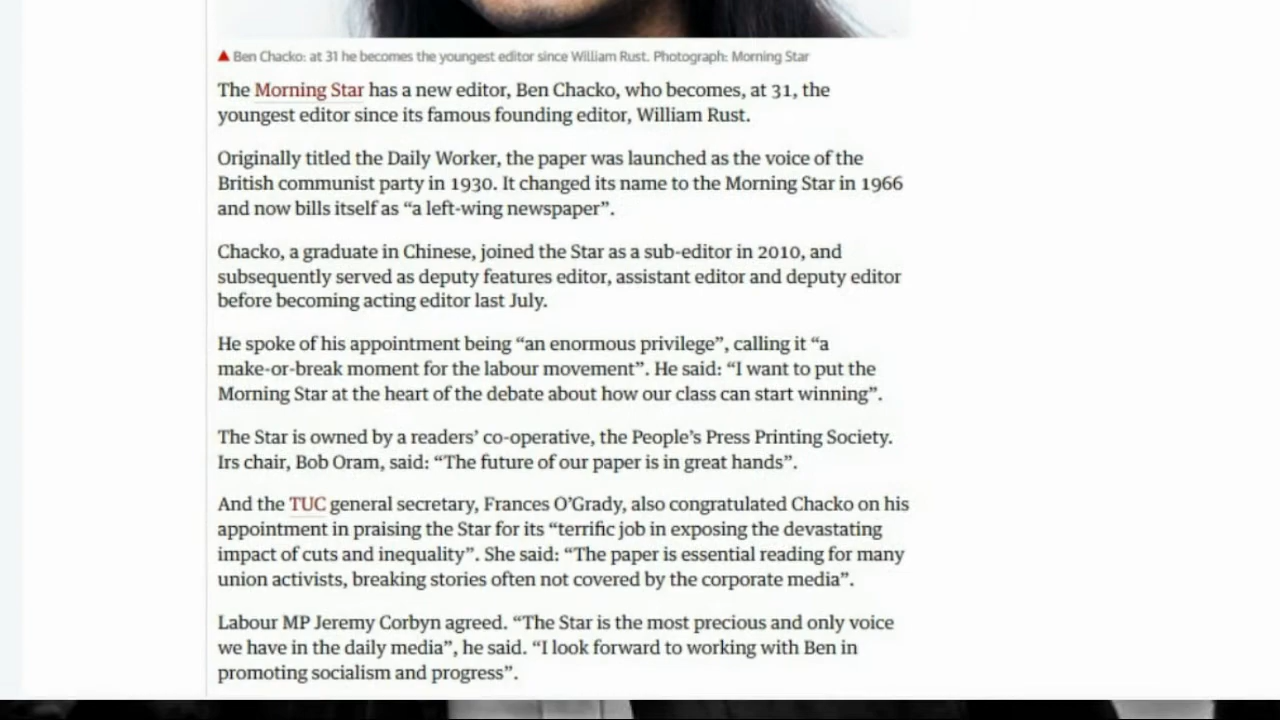 ▲ Ben Chacko: at 31 he becomes the youngest editor since William Rust. Photograph: Morning Star
The Morning Star has a new editor, Ben Chacko, who becomes, at 31, the
youngest editor since its famous founding editor, William Rust.
Originally titled the Daily Worker, the paper was launched as the voice of the
British communist party in 1930. It changed its name to the Morning Star in 1966
and now bills itself as “a left-wing newspaper”.
Chacko, a graduate in Chinese, joined the Star as a sub-editor in 2010, and
subsequently served as deputy features editor, assistant editor and deputy editor
before becoming acting editor last July.
He spoke of his appointment being “an enormous privilege”, calling it “a
make-or-break moment for the labour movement”. He said: “I want to put the
Morning Star at the heart of the debate about how our class can start winning”.
The Star is owned by a readers’ co-operative, the People’s Press Printing Society.
Irs chair, Bob Oram, said: “The future of our paper is in great hands”.
And the TUC general secretary, Frances O’Grady, also congratulated Chacko on his
appointment in praising the Star for its “terrific job in exposing the devastating
impact of cuts and inequality”. She said: “The paper is essential reading for many
union activists, breaking stories often not covered by the corporate media”.
Labour MP Jeremy Corbyn agreed. “The Star is the most precious and only voice
we have in the daily media”, he said. “I look forward to working with Ben in
promoting socialism and progress”.